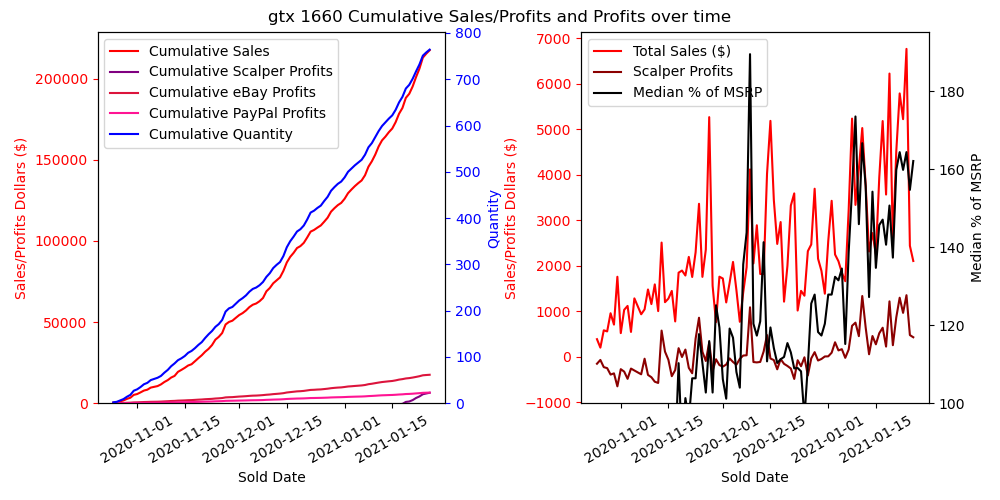 gtx 1660 Cumulative Sales/Profits and Profits over time
Cumulative Sales
Cumulative Scalper Profits
Cumulative eBay Profits
Cumulative PayPal Profits
Cumulative Quantity
200000
150000
100000
50000
0
Sales/Profits Dollars ($)
800
700
600
500
400
300
200
100
0
Quantity
2020-11-01
2020-11-15
2020-12-01
2020-12-15
2021-01-01
2021-01-15
Sold Date
Total Sales ($)
Scalper Profits
Median % of MSRP
7000
6000
5000
4000
3000
2000
1000
0
−1000
Sales/Profits Dollars ($)
180
160
140
120
100
Median % of MSRP
2020-11-01
2020-11-15
2020-12-01
2020-12-15
2021-01-01
2021-01-15
Sold Date